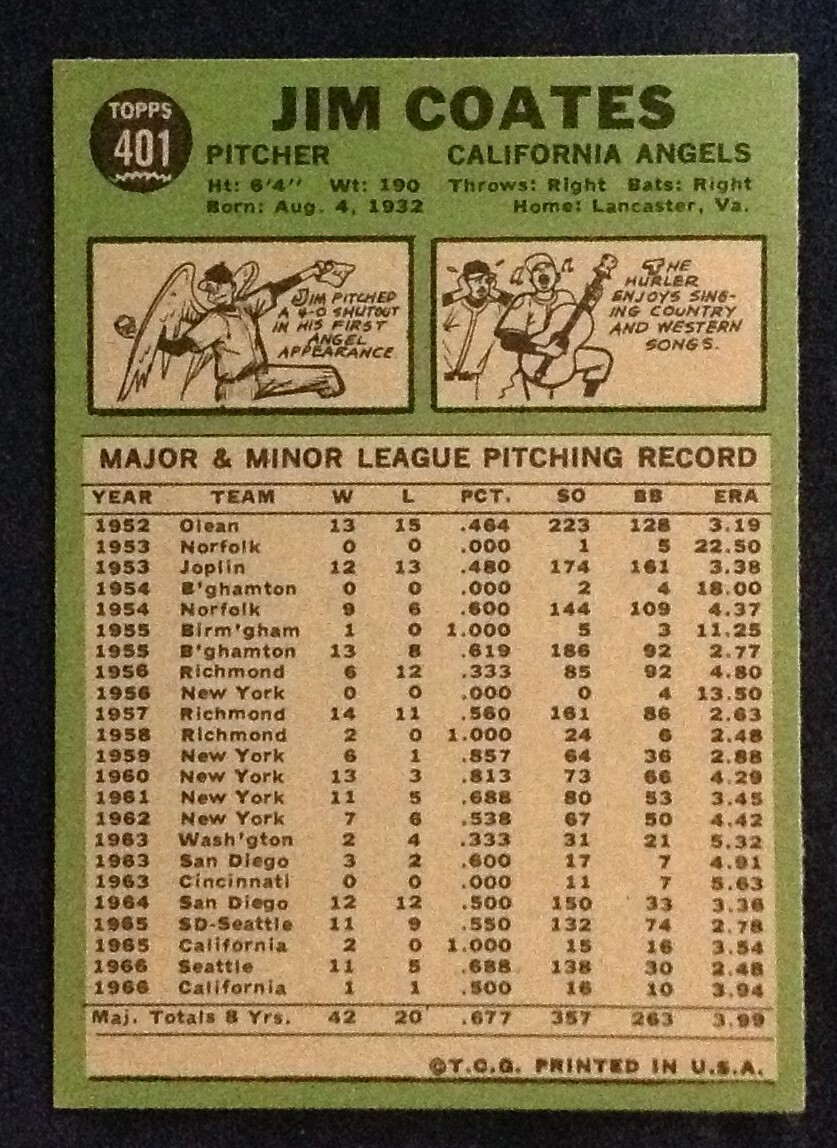 TOPPS
401
JIM COATES
PITCHER CALIFORNIA ANGELS
Ht: 6'4" Wt: 190 Throws: Right Bats: Right
Born: Aug. 4, 1932 Home: Lancaster, Va.
JIM PITCHED
A 4-0 SHUTOUT
IN HIS FIRST
ANGEL
APPEARANCE
THE
HURLER
ENJOYS SING-
ING COUNTRY
AND WESTERN
SONGS.
MAJOR & MINOR LEAGUE PITCHING RECORD
YEAR TEAM W L PCT. SO BB ERA
1952 Olean 13 15 .464 223 128 3.19
1953 Norfolk 0 0 .000 1 5 22.50
1953 Joplin 12 13 .480 174 161 3.38
1954 B'ghamton 0 0 .000 2 4 18.00
1954 Norfolk 9 6 .600 144 109 4.37
1955 Birm'gham 1 0 1.000 5 3 11.25
1955 B'ghamton 13 8 .619 186 92 2.77
1956 Richmond 6 12 .333 85 92 4.80
1956 New York 0 0 .000 0 4 13.50
1957 Richmond 14 11 .560 161 86 2.63
1958 Richmond 2 0 1.000 24 6 2.48
1959 New York 6 1 .857 64 36 2.88
1960 New York 13 3 .813 73 66 4.29
1961 New York 11 5 .688 80 53 3.45
1962 New York 7 6 .538 67 50 4.42
1963 Wash'gton 2 4 .333 31 21 5.32
1963 San Diego 3 2 .600 17 7 4.91
1963 Cincinnati 0 0 .000 11 7 5.63
1964 San Diego 12 12 .500 150 33 3.36
1965 SD-Seattle 11 9 .550 132 74 2.78
1965 California 2 0 1.000 15 16 3.54
1966 Seattle 11 5 .688 138 30 2.48
1966 California 1 1 .500 16 10 3.94
Maj. Totals 8 Yrs. 42 20 .677 357 263 3.99
©T.C.G. PRINTED IN U.S.A.